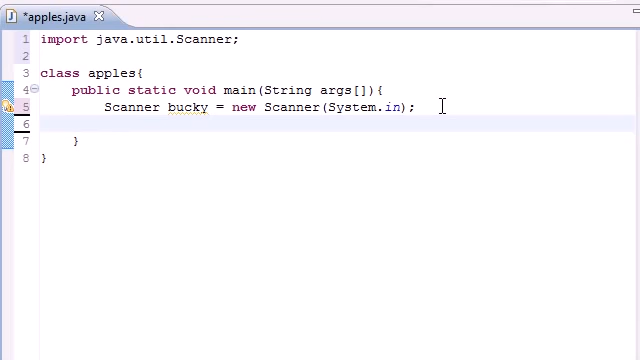 *apples.java
1 import java.util.Scanner;
2
3 class apples{
4 public static void main(String args[]){
5 Scanner bucky = new Scanner(System.in);
6
7 }
8 }